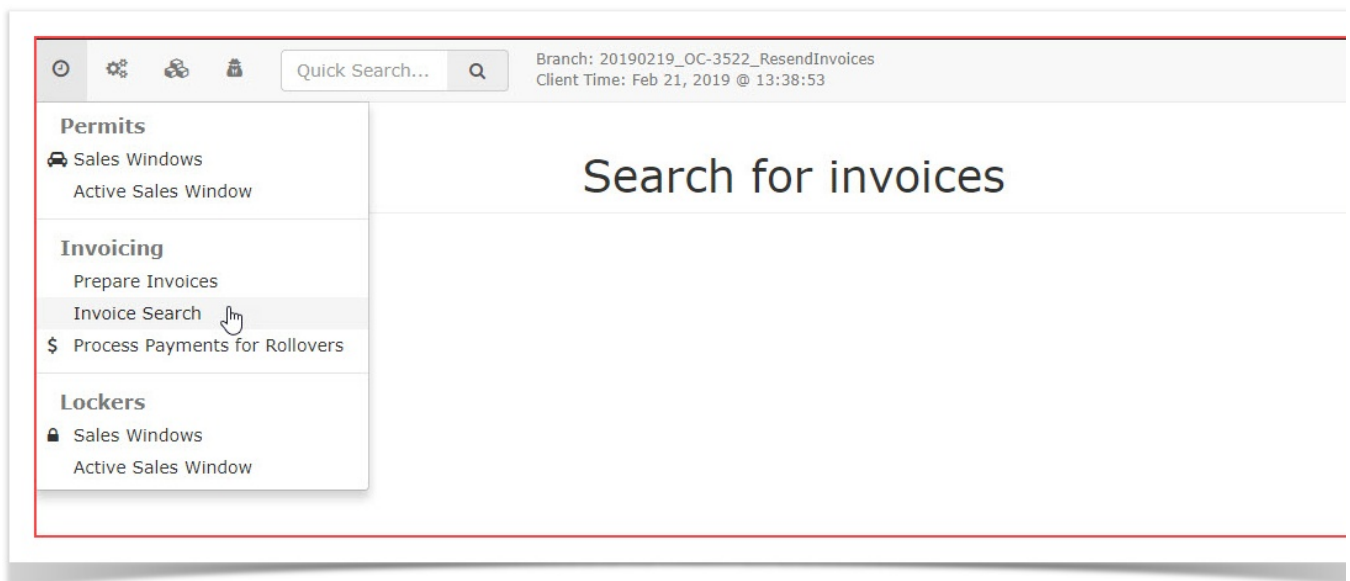 Quick Search...
Branch: 20190219_OC-3522_ResendInvoices
Client Time: Feb 21, 2019 @ 13:38:53
Permits
Sales Windows
Active Sales Window
Invoicing
Prepare Invoices
Invoice Search
$ Process Payments for Rollovers
Lockers
Sales Windows
Active Sales Window
Search for invoices